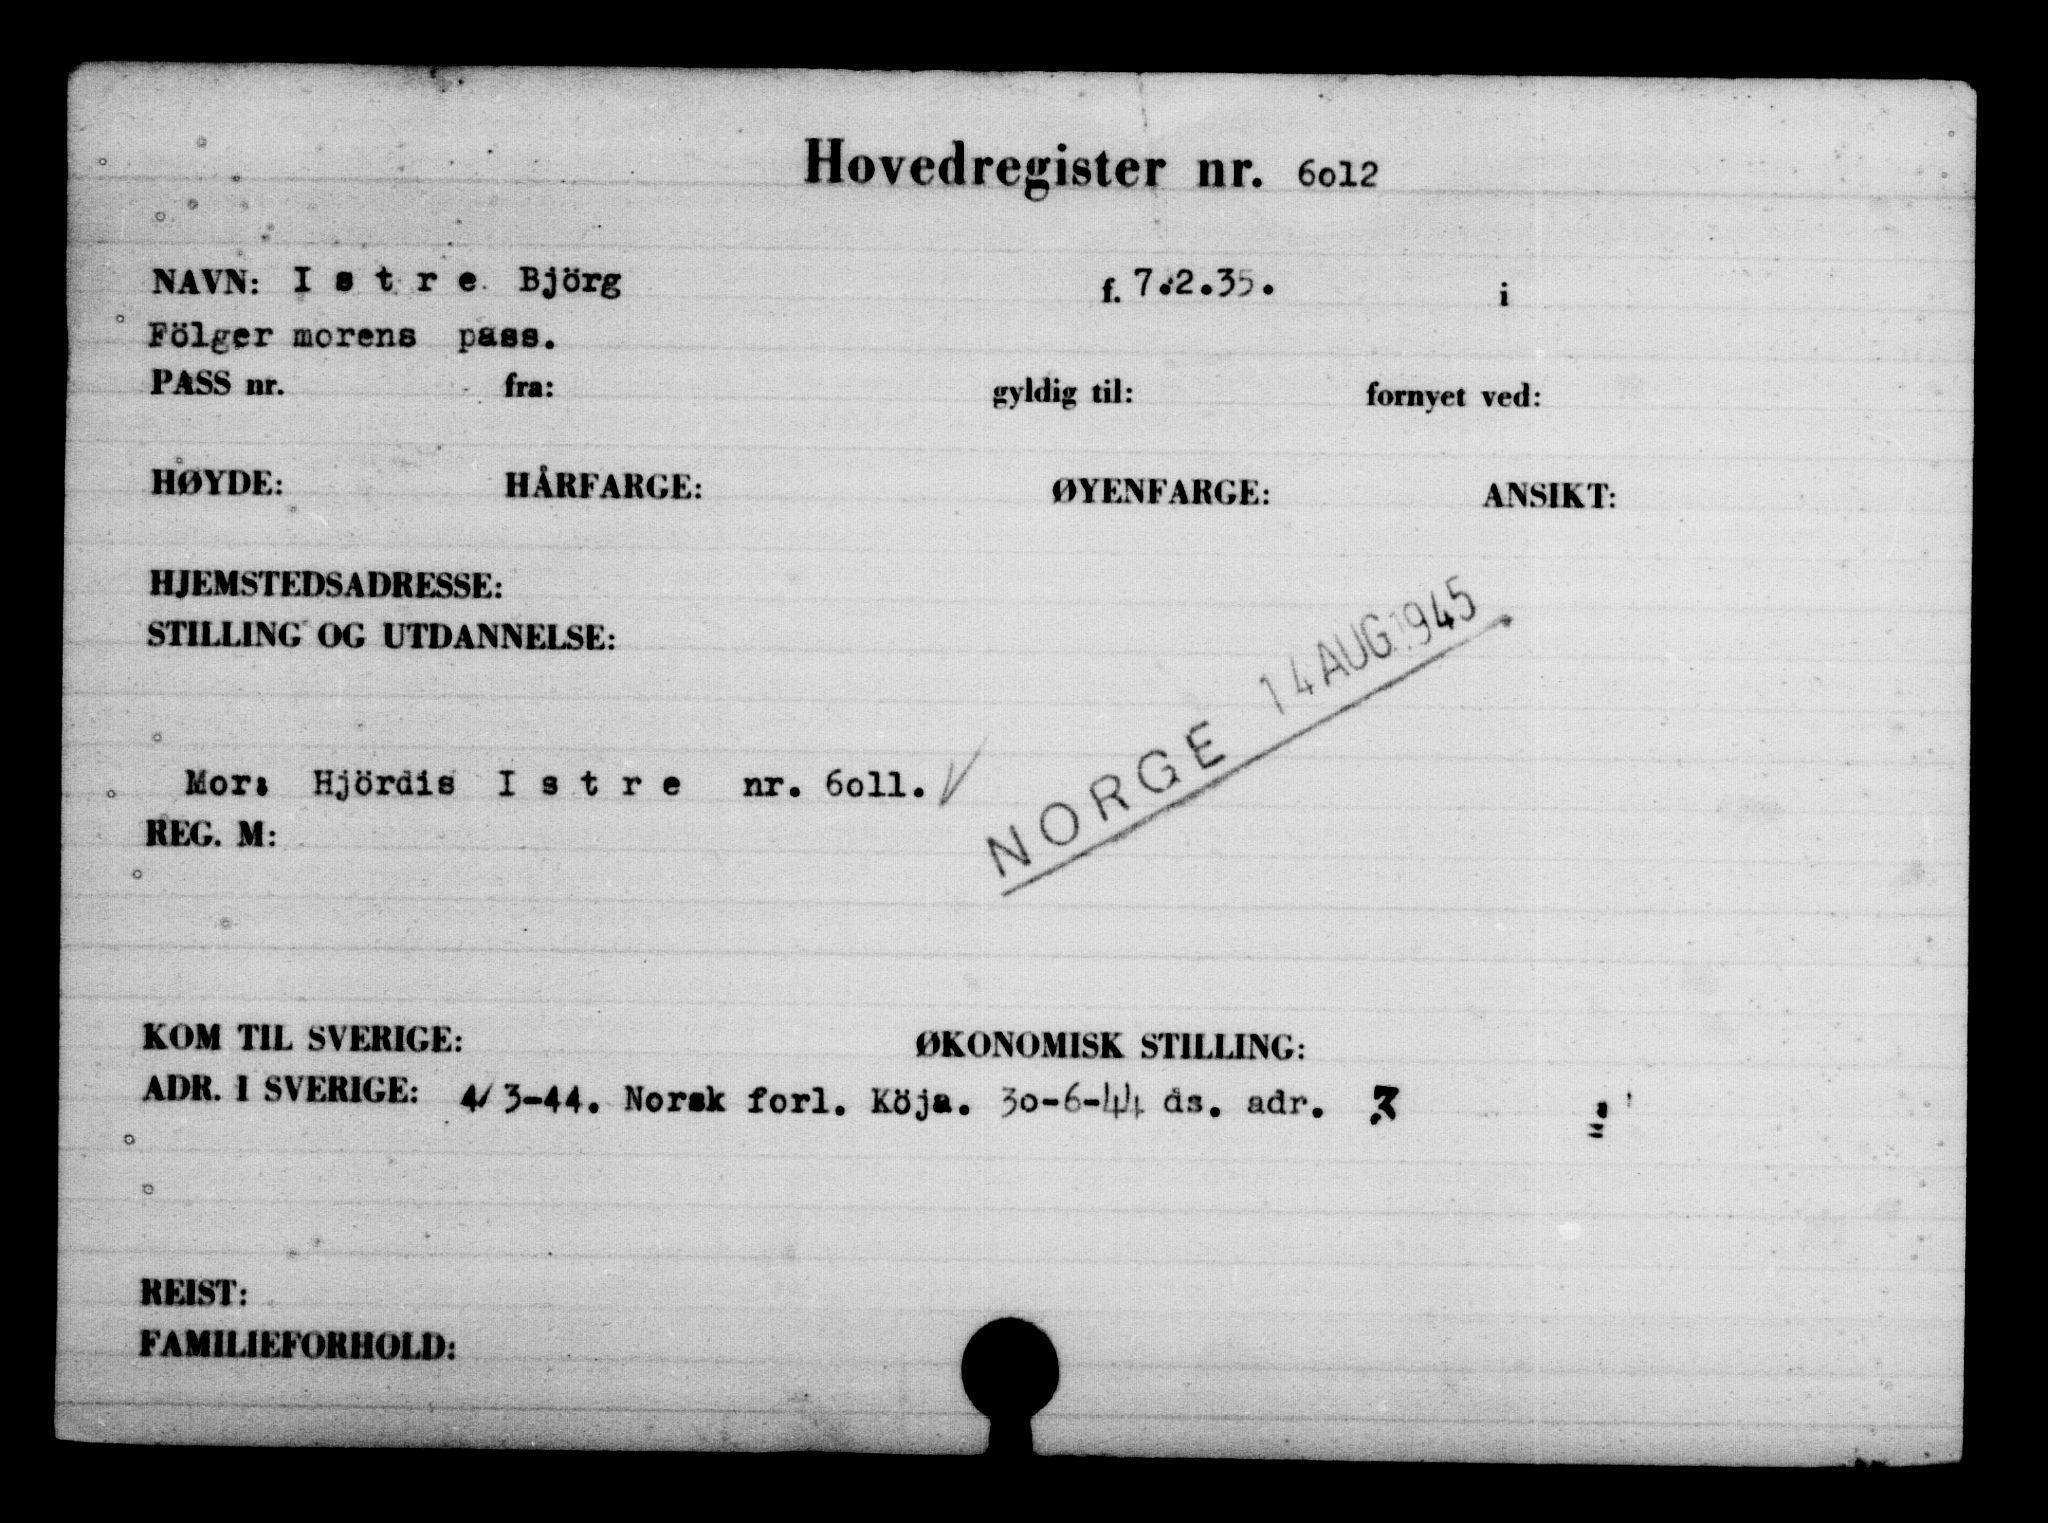 Hovedregister nr. 6o12
NAVN: I s t r e Björg f. 7.2.35. i
Fölger morens pass.
PASS nr. fra: gyldig til: fornyet ved:
HØYDE: HÅRFARGE: ØYENFARGE: ANSIKT:
HJEMSTEDSADRESSE:
STILLING OG UTDANNELSE:
NORGE 14 AUG. 1945
Mor: Hjördis I s t r e nr. 6o11.
REG. M:
KOM TIL SVERIGE: ØKONOMISK STILLING:
ADR. I SVERIGE: 4/3-44. Norsk forl. Köja. 3o-6-44 ds. adr.
REIST:
FAMILIEFORHOLD: